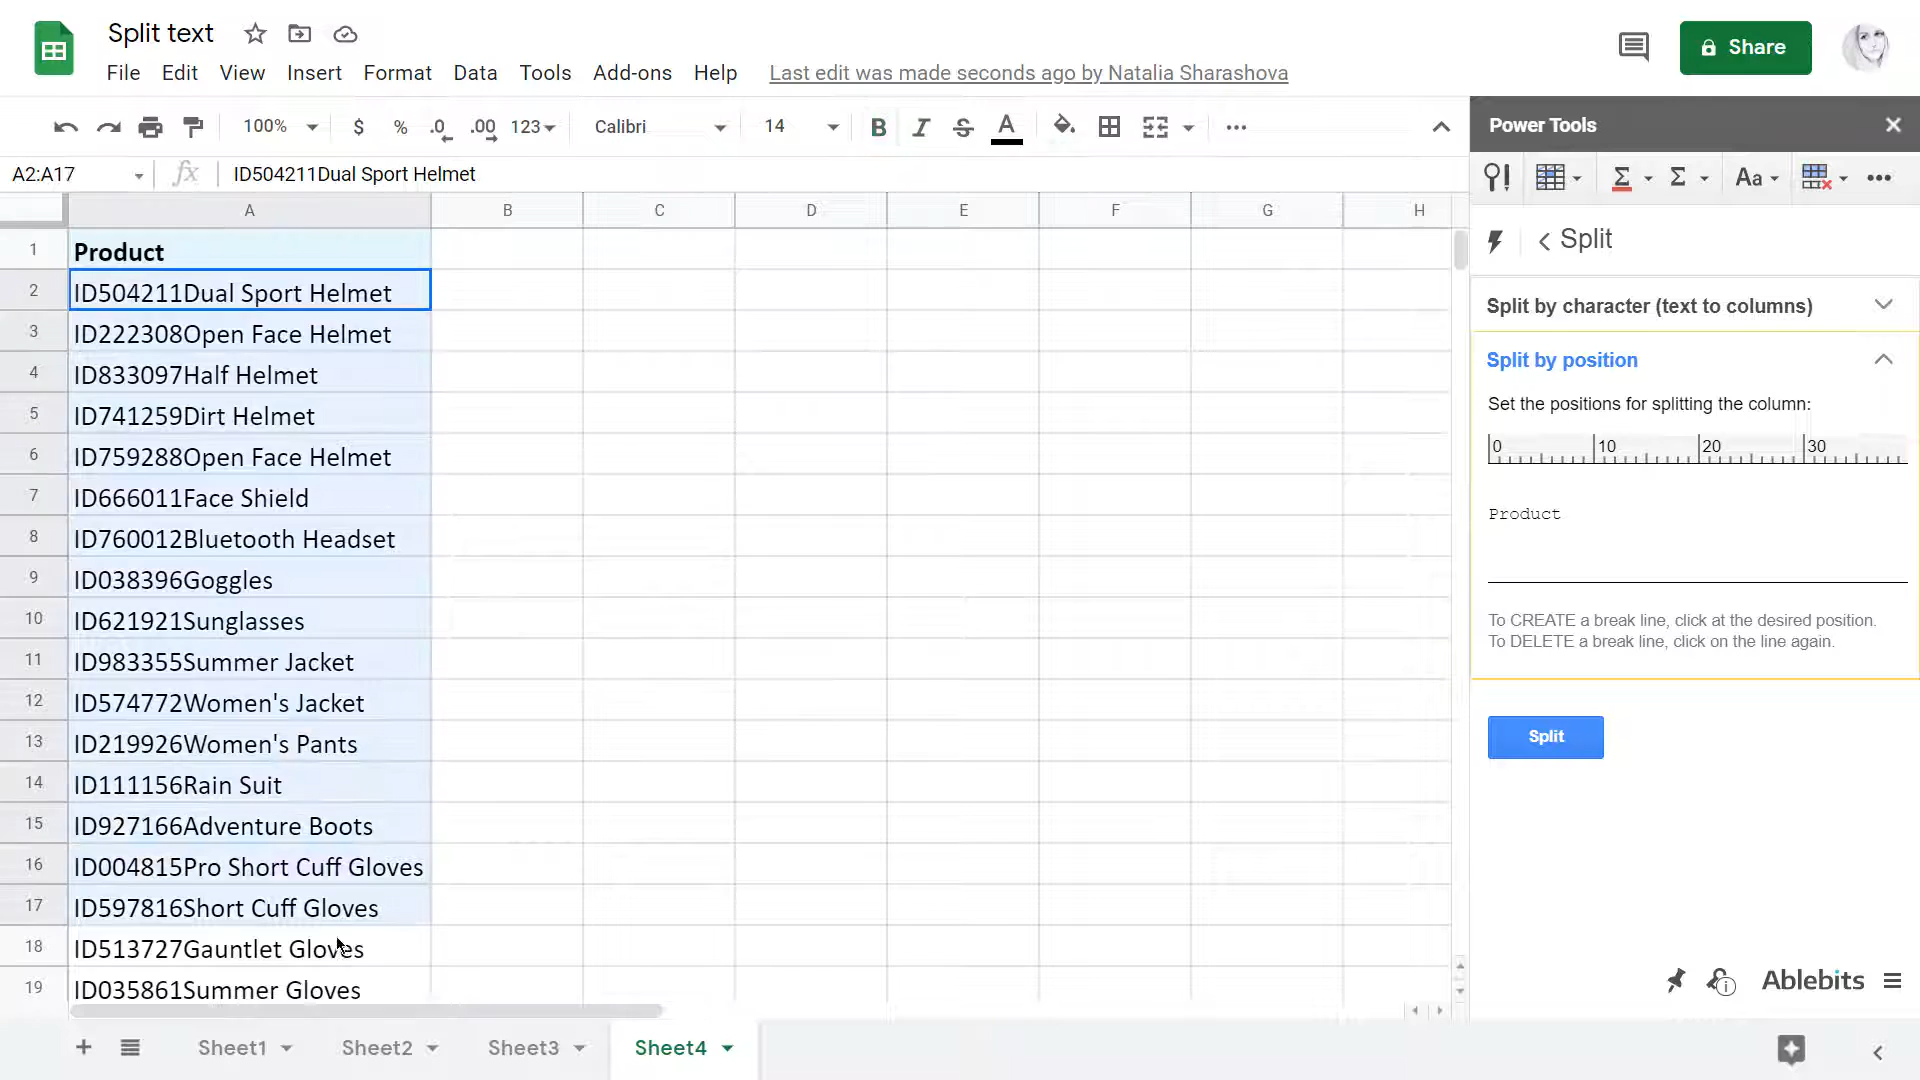 Split text
File Edit View Insert Format Data Tools Add-ons Help Last edit was made seconds ago by Natalia Sharashova
Share
100% $ % .0 .00 123 Calibri 14 B I S A
Power Tools
A2:A17 fx ID504211Dual Sport Helmet
Σ Σ Aa
A B C D E F G H
Split
1 Product
2 ID504211Dual Sport Helmet
3 ID222308Open Face Helmet
4 ID833097Half Helmet
5 ID741259Dirt Helmet
6 ID759288Open Face Helmet
7 ID666011Face Shield
8 ID760012Bluetooth Headset
9 ID038396Goggles
10 ID621921Sunglasses
11 ID983355Summer Jacket
12 ID574772Women's Jacket
13 ID219926Women's Pants
14 ID111156Rain Suit
15 ID927166Adventure Boots
16 ID004815Pro Short Cuff Gloves
17 ID597816Short Cuff Gloves
18 ID513727Gauntlet Gloves
19 ID035861Summer Gloves
Split by character (text to columns)
Split by position
Set the positions for splitting the column:
0 10 20 30
Product
To CREATE a break line, click at the desired position.
To DELETE a break line, click on the line again.
Split
Ablebits
Sheet1 Sheet2 Sheet3 Sheet4